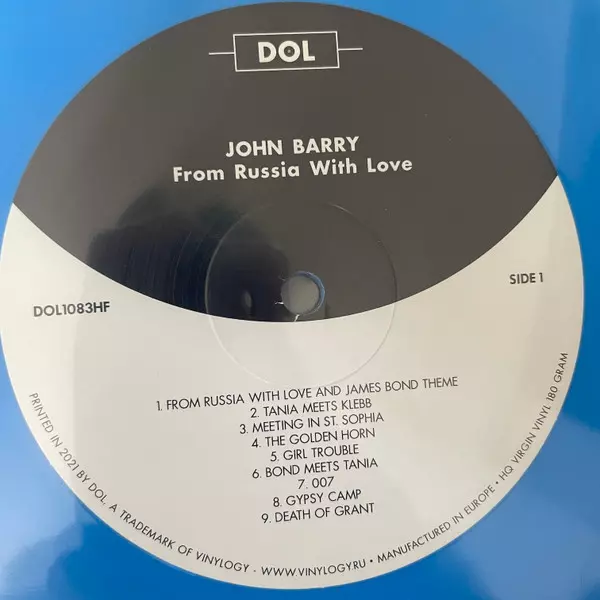 DOL
JOHN BARRY
From Russia With Love
DOL1083HF
SIDE 1
1. FROM RUSSIA WITH LOVE AND JAMES BOND THEME
2. TANIA MEETS KLEBB
3. MEETING IN ST. SOPHIA
4. THE GOLDEN HORN
5. GIRL TROUBLE
6. BOND MEETS TANIA
7. 007
8. GYPSY CAMP
9. DEATH OF GRANT
PRINTED IN 2021 BY DOL. A TRADEMARK OF VINYLOGY - WWW.VINYLOGY.RU • MANUFACTURED IN EUROPE • HQ VIRGIN VINYL 180 GRAM